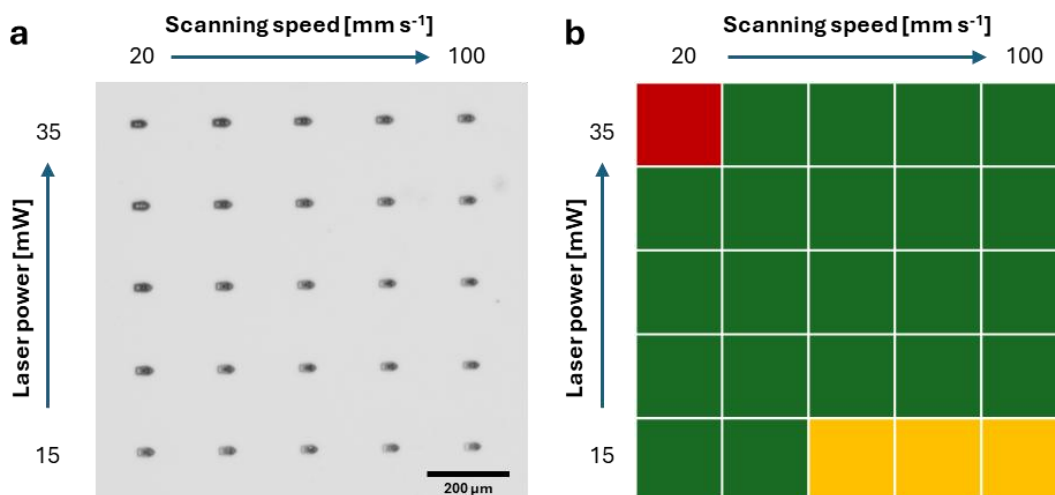 a
Scanning speed [mm s⁻¹]
20 100
35
Laser power [mW]
15
200 µm
b
Scanning speed [mm s⁻¹]
20 100
35
Laser power [mW]
15